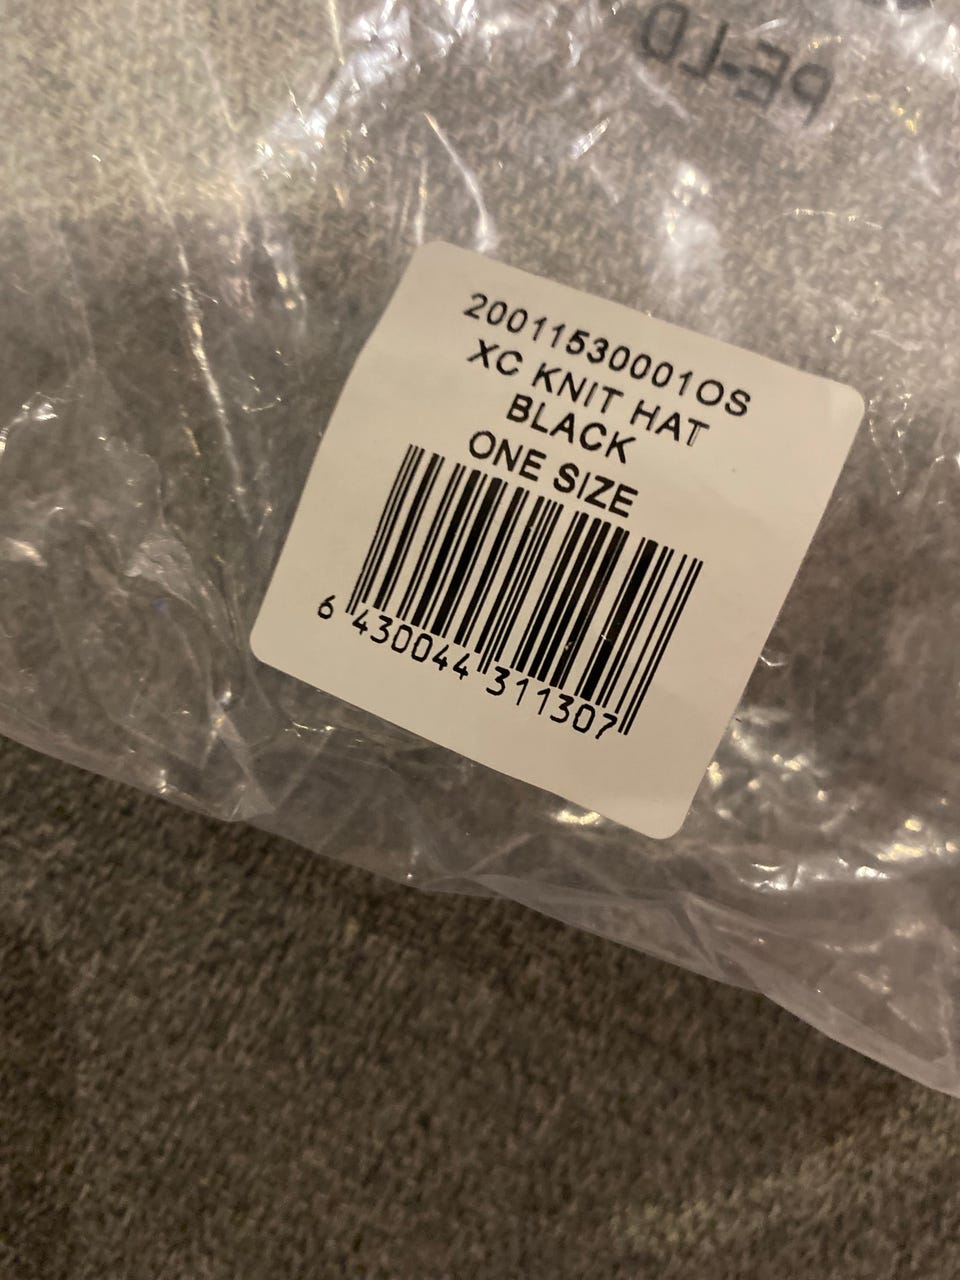 PE-LD
20011530001OS
XC KNIT HAT
BLACK
ONE SIZE
6 430044 311307